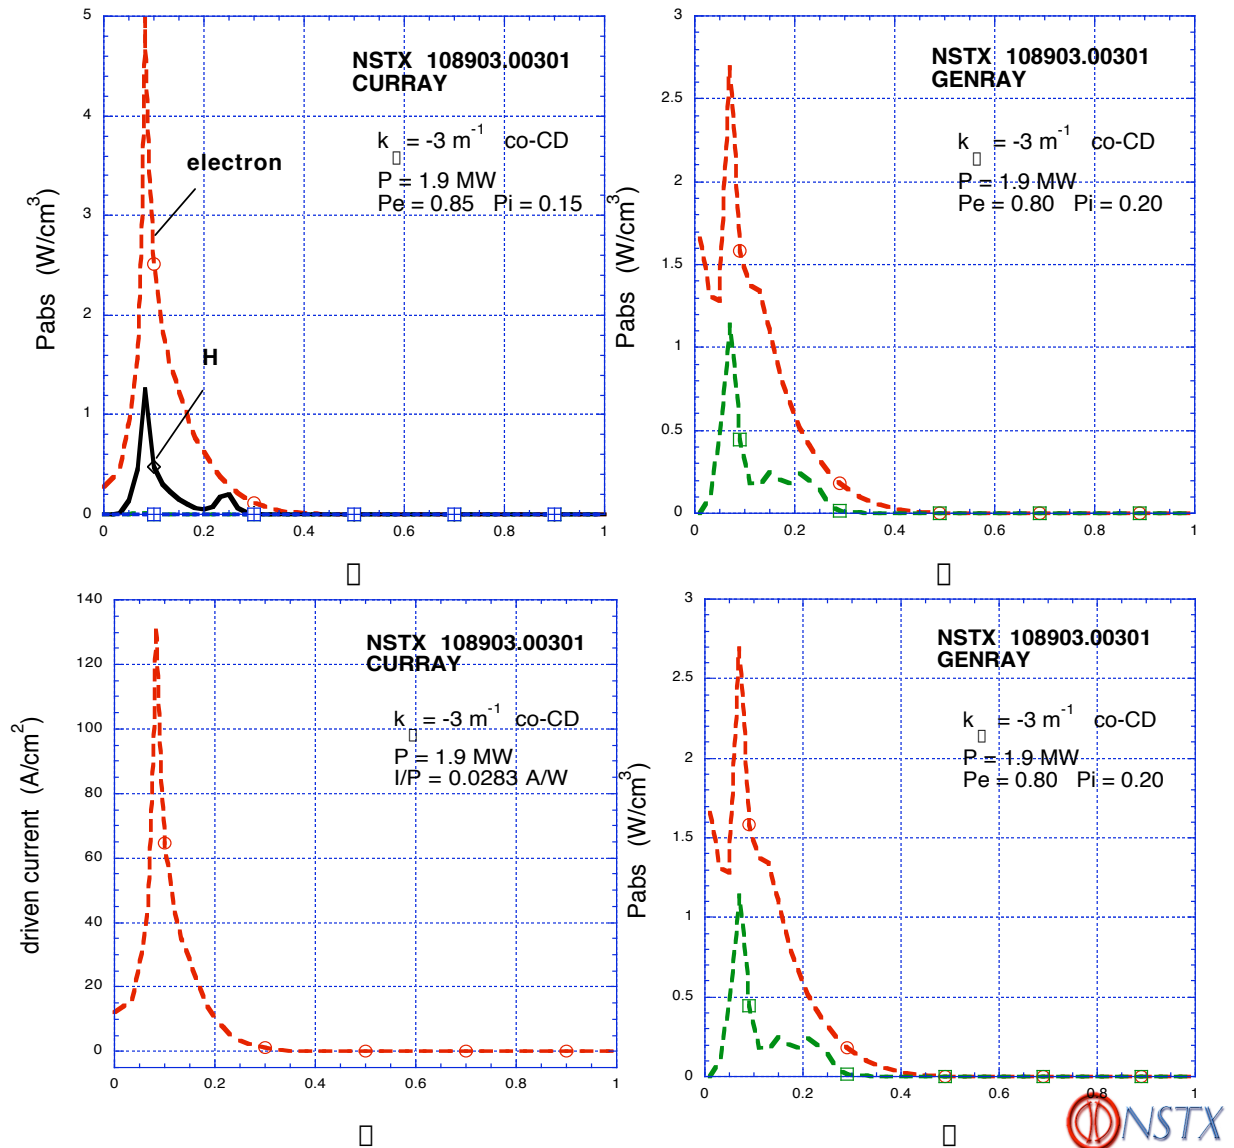 5
4
3
2
1
0
0
0.2
0.4
0.6
0.8
1
Pabs (W/cm³)
NSTX 108903.00301
CURRAY
k▯ = -3 m⁻¹ co-CD
P = 1.9 MW
Pe = 0.85 Pi = 0.15
electron
H
▯
3
2.5
2
1.5
1
0.5
0
0
0.2
0.4
0.6
0.8
1
Pabs (W/cm³)
NSTX 108903.00301
GENRAY
k▯ = -3 m⁻¹ co-CD
P = 1.9 MW
Pe = 0.80 Pi = 0.20
▯
140
120
100
80
60
40
20
0
0
0.2
0.4
0.6
0.8
1
driven current (A/cm²)
NSTX 108903.00301
CURRAY
k▯ = -3 m⁻¹ co-CD
P = 1.9 MW
I/P = 0.0283 A/W
▯
3
2.5
2
1.5
1
0.5
0
0
0.2
0.4
0.6
0.8
1
Pabs (W/cm³)
NSTX 108903.00301
GENRAY
k▯ = -3 m⁻¹ co-CD
P = 1.9 MW
Pe = 0.80 Pi = 0.20
▯
NSTX